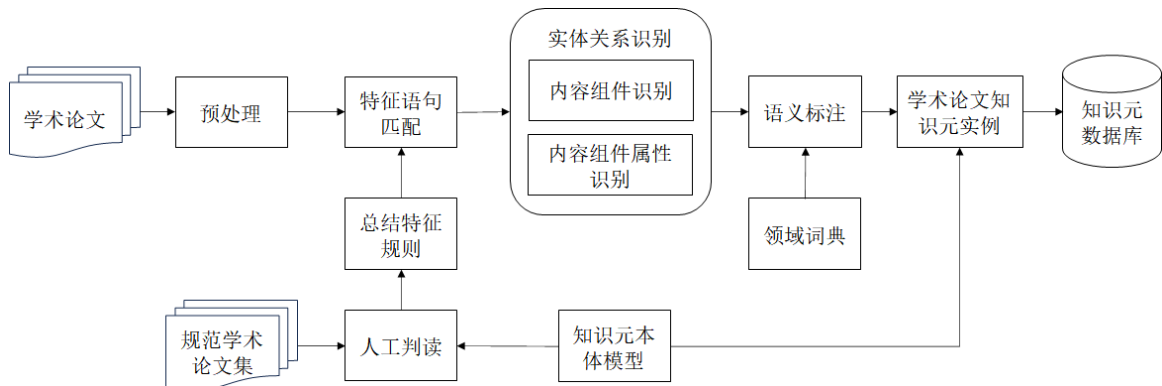 学术论文
预处理
特征语句
匹配
实体关系识别
内容组件识别
内容组件属性
识别
语义标注
学术论文知
识元实例
知识元
数据库
总结特征
规则
领域词典
规范学术
论文集
人工判读
知识元本
体模型